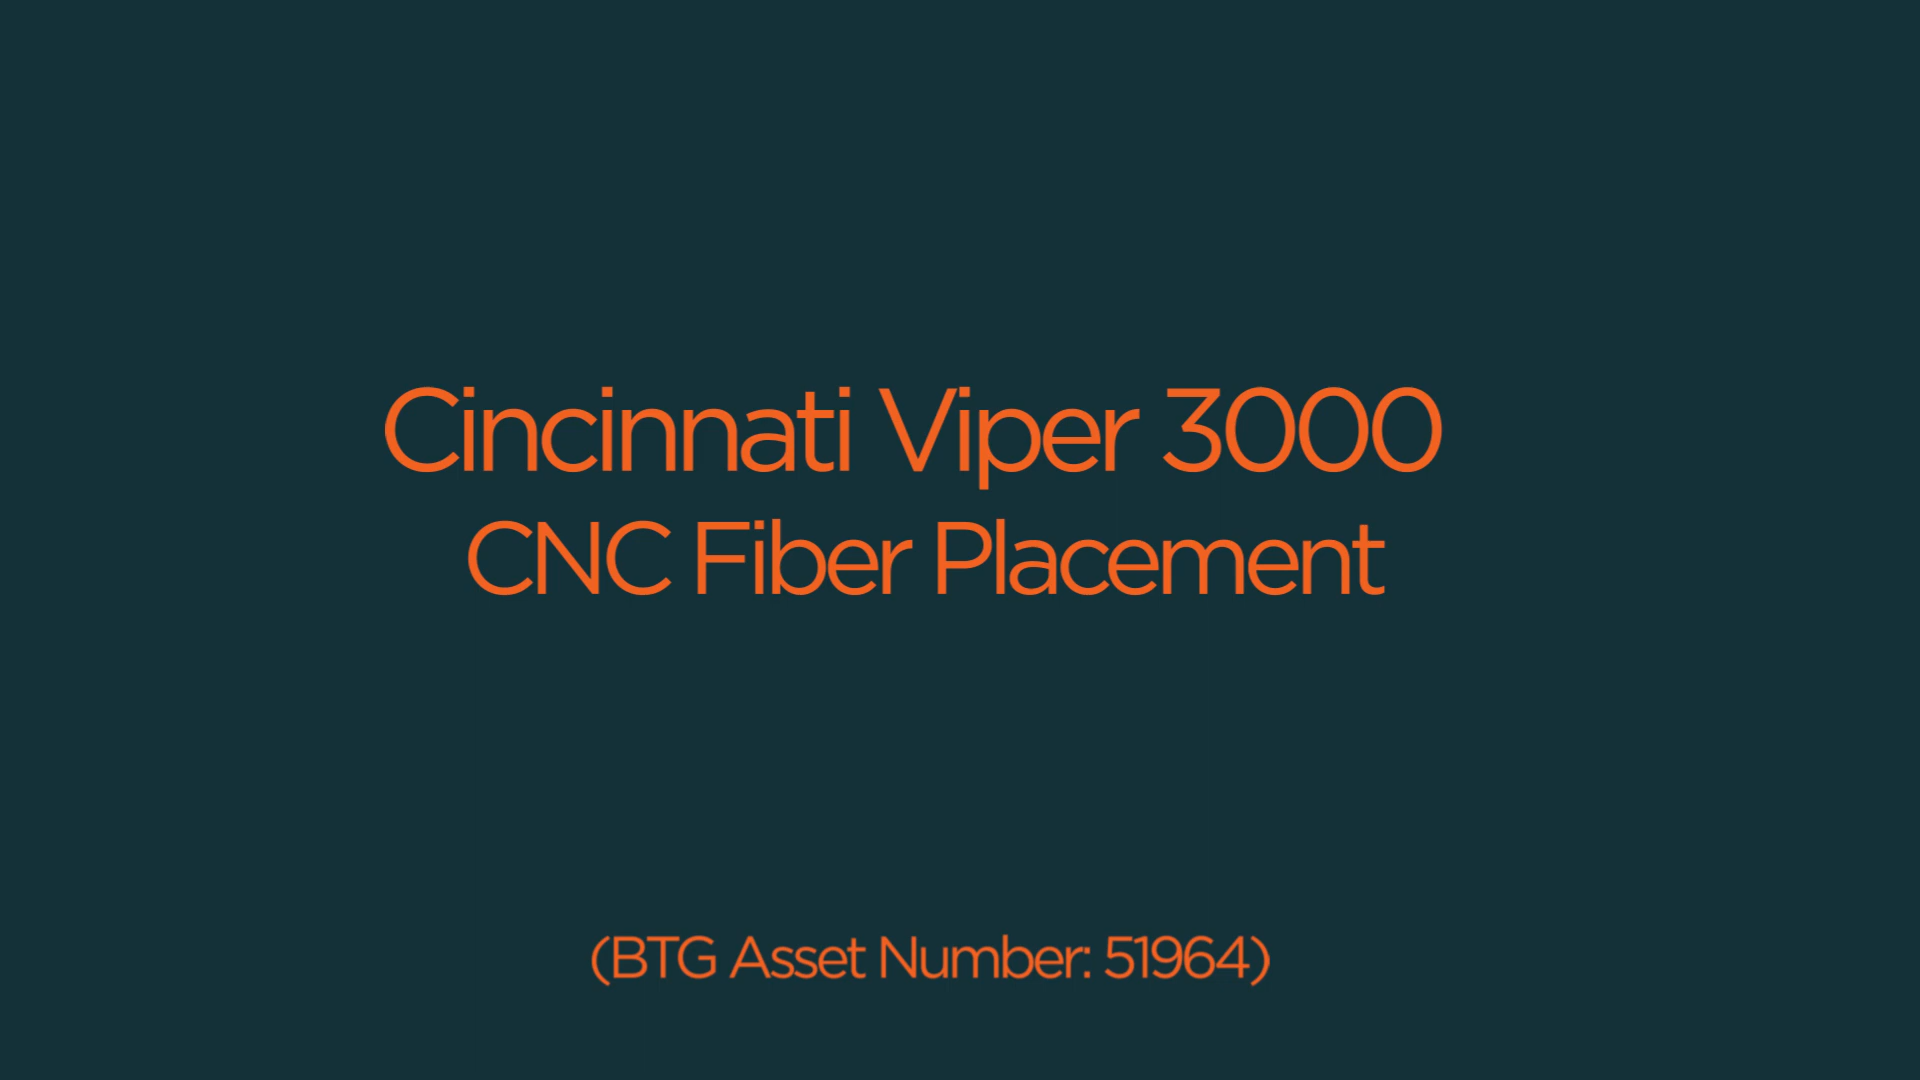 Cincinnati Viper 3000
CNC Fiber Placement
(BTG Asset Number: 51964)